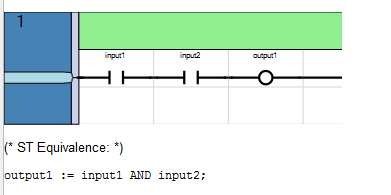 1
input1 input2 output1
(* ST Equivalence: *)
output1 := input1 AND input2;